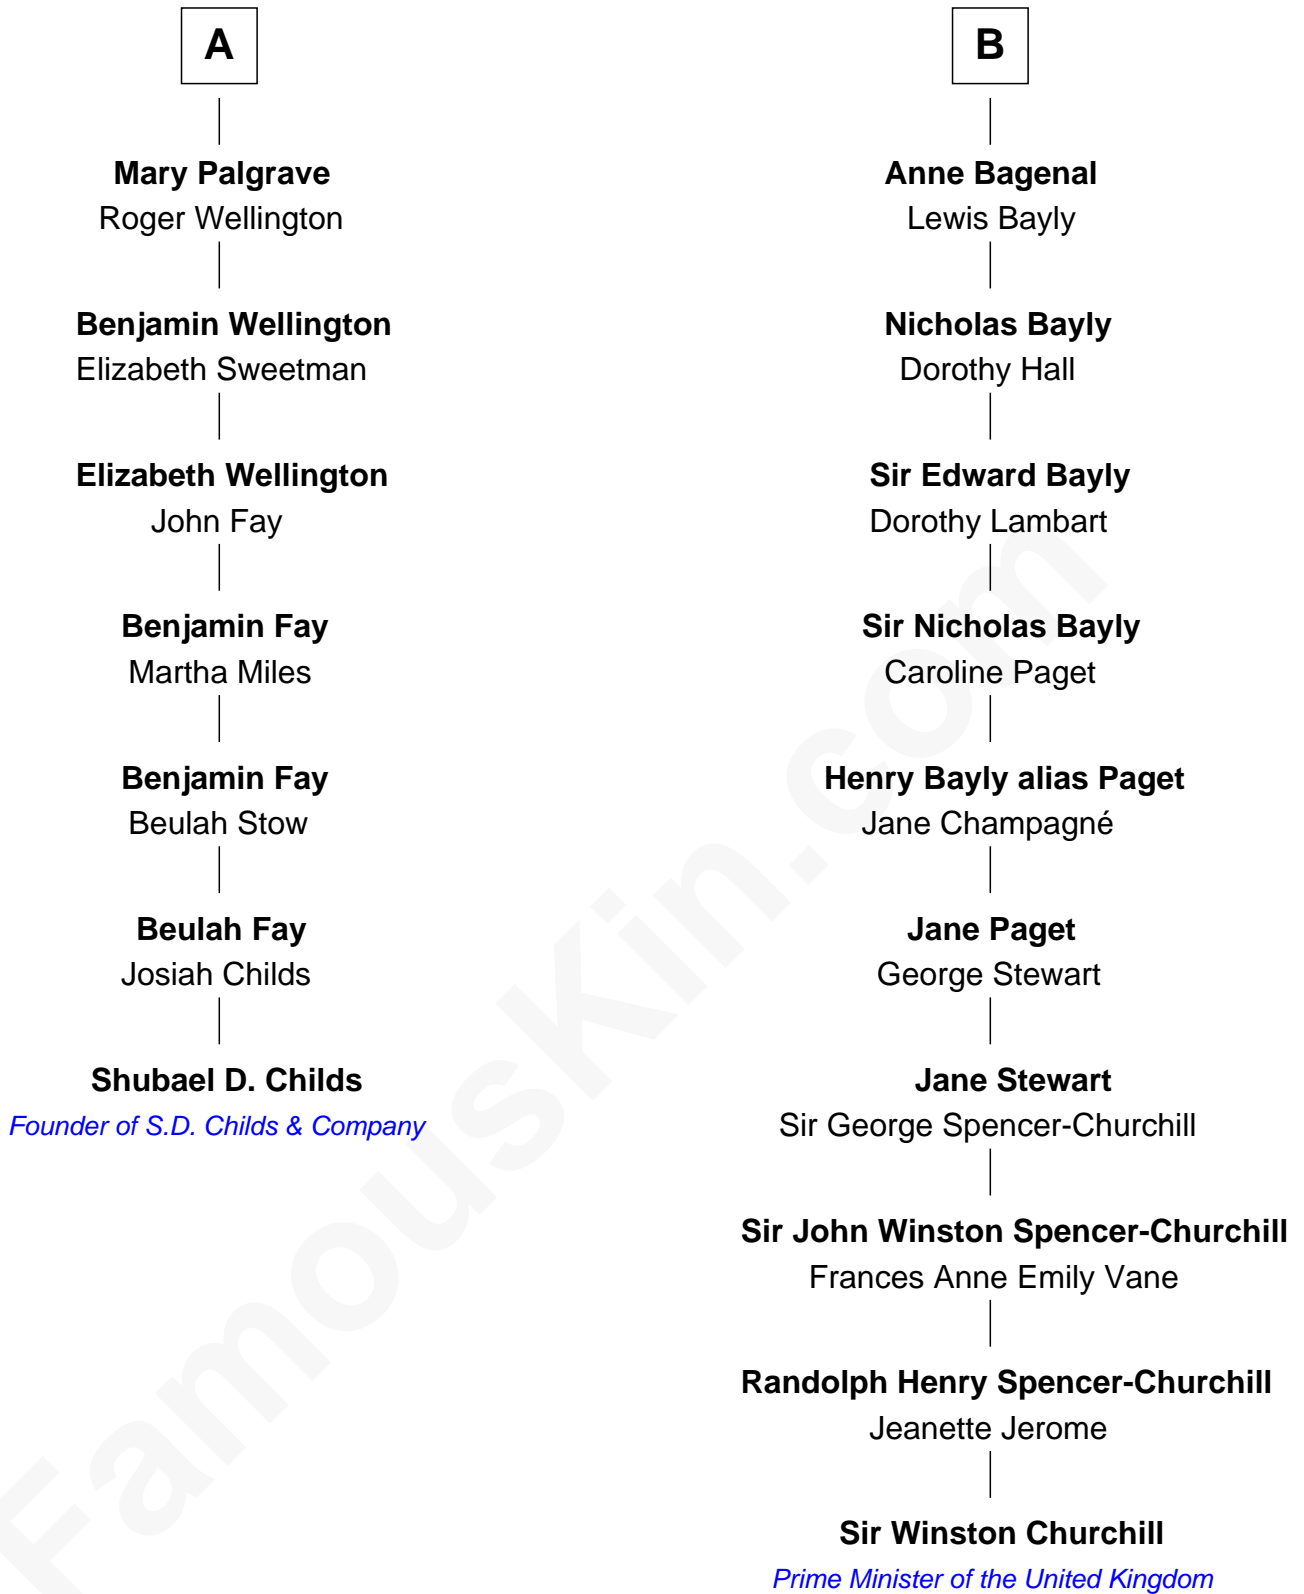 A
Mary Palgrave
Roger Wellington
Benjamin Wellington
Elizabeth Sweetman
Elizabeth Wellington
John Fay
Benjamin Fay
Martha Miles
Benjamin Fay
Beulah Stow
Beulah Fay
Josiah Childs
Shubael D. Childs
Founder of S.D. Childs & Company
B
Anne Bagenal
Lewis Bayly
Nicholas Bayly
Dorothy Hall
Sir Edward Bayly
Dorothy Lambart
Sir Nicholas Bayly
Caroline Paget
Henry Bayly alias Paget
Jane Champagné
Jane Paget
George Stewart
Jane Stewart
Sir George Spencer-Churchill
Sir John Winston Spencer-Churchill
Frances Anne Emily Vane
Randolph Henry Spencer-Churchill
Jeanette Jerome
Sir Winston Churchill
Prime Minister of the United Kingdom
FamousKin.com